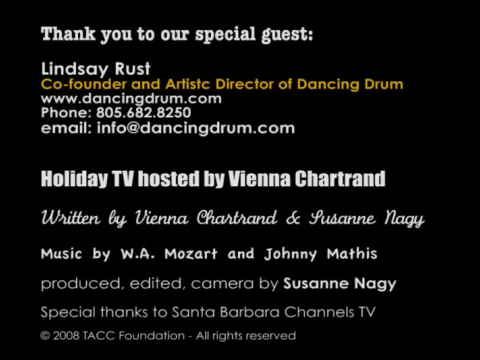 Thank you to our special guest:
Lindsay Rust
Co-founder and Artistc Director of Dancing Drum
www.dancingdrum.com
Phone: 805.682.8250
email: info@dancingdrum.com
Holiday TV hosted by Vienna Chartrand
Written by Vienna Chartrand & Susanne Nagy
Music by W.A. Mozart and Johnny Mathis
produced, edited, camera by Susanne Nagy
Special thanks to Santa Barbara Channels TV
© 2008 TACC Foundation - All rights reserved